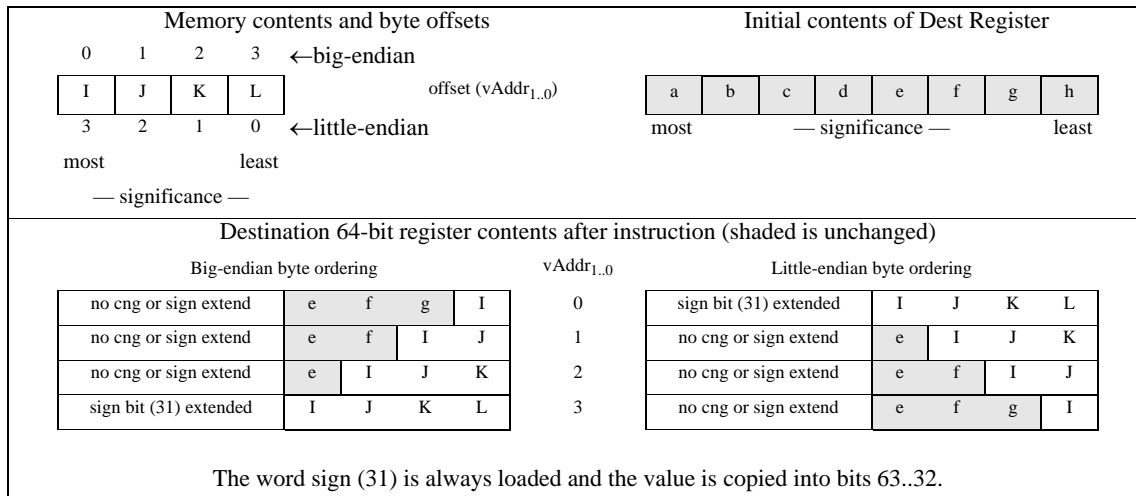 Memory contents and byte offsets
Initial contents of Dest Register
0 1 2 3 ←big-endian
I J K L
offset (vAddr1..0)
a b c d e f g h
3 2 1 0 ←little-endian
most — significance — least
most least
— significance —
Destination 64-bit register contents after instruction (shaded is unchanged)
Big-endian byte ordering vAddr1..0 Little-endian byte ordering
no cng or sign extend e f g I 0 sign bit (31) extended I J K L
no cng or sign extend e f I J 1 no cng or sign extend e I J K
no cng or sign extend e I J K 2 no cng or sign extend e f I J
sign bit (31) extended I J K L 3 no cng or sign extend e f g I
The word sign (31) is always loaded and the value is copied into bits 63..32.